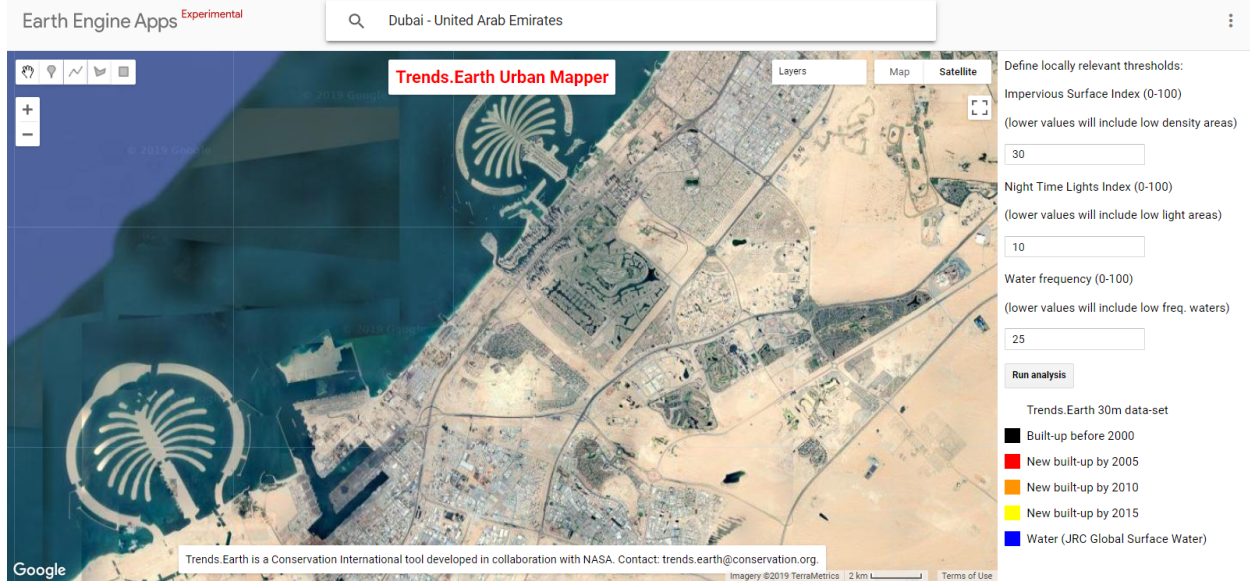 Earth Engine Apps Experimental
Dubai - United Arab Emirates
Trends.Earth Urban Mapper
Layers
Map Satellite
© 2019 Google
© 2019 Google
© 2019 Google
+
−
Define locally relevant thresholds:
Impervious Surface Index (0-100)
(lower values will include low density areas)
30
Night Time Lights Index (0-100)
(lower values will include low light areas)
10
Water frequency (0-100)
(lower values will include low freq. waters)
25
Run analysis
Trends.Earth 30m data-set
Built-up before 2000
New built-up by 2005
New built-up by 2010
New built-up by 2015
Water (JRC Global Surface Water)
Trends.Earth is a Conservation International tool developed in collaboration with NASA. Contact: trends.earth@conservation.org.
Google
Imagery ©2019 TerraMetrics 2 km Terms of Use